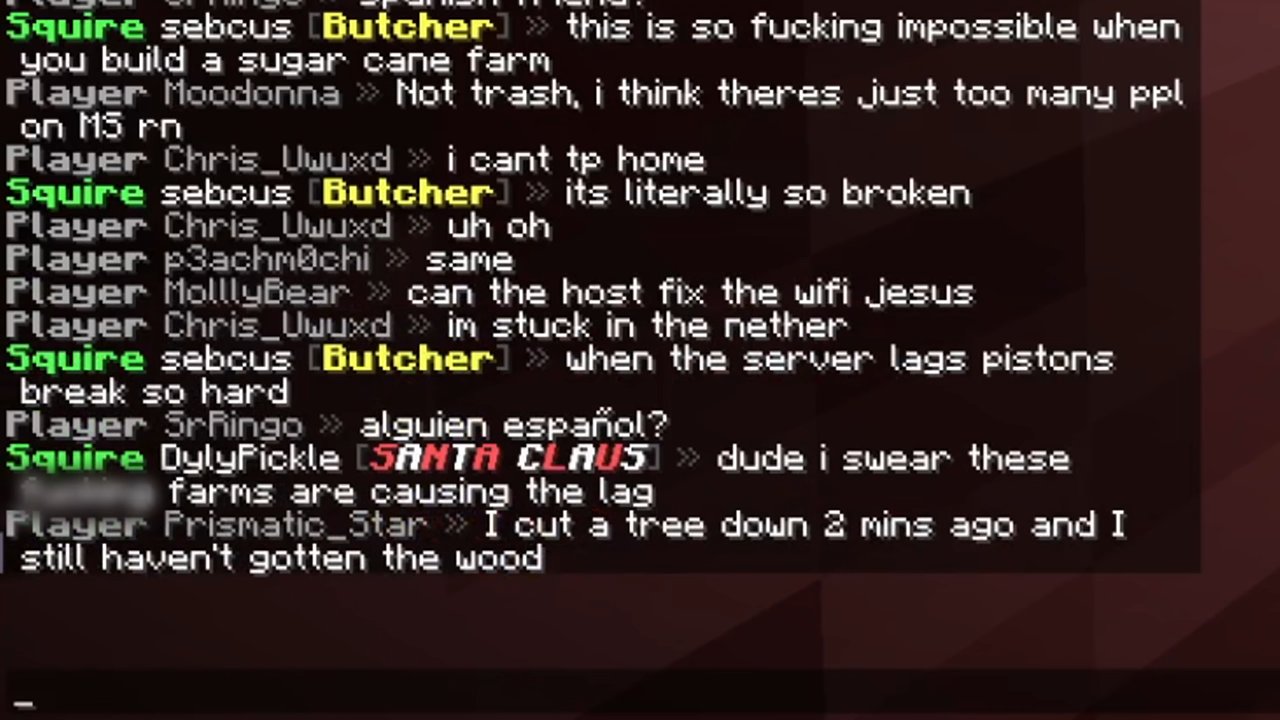 Squire sebcus [Butcher] » this is so fucking impossible when
you build a sugar cane farm
Player Moodonna » Not trash, i think theres just too many ppl
on MS rn
Player Chris_Uwuxd » i cant tp home
Squire sebcus [Butcher] » its literally so broken
Player Chris_Uwuxd » uh oh
Player p3achm0chi » same
Player MolllyBear » can the host fix the wifi jesus
Player Chris_Uwuxd » im stuck in the nether
Squire sebcus [Butcher] » when the server lags pistons
break so hard
Player SrRingo » alguien español?
Squire DylyPickle [SANTA CLAUS] » dude i swear these
farms are causing the lag
Player Prismatic_Star » I cut a tree down 2 mins ago and I
still haven't gotten the wood
_